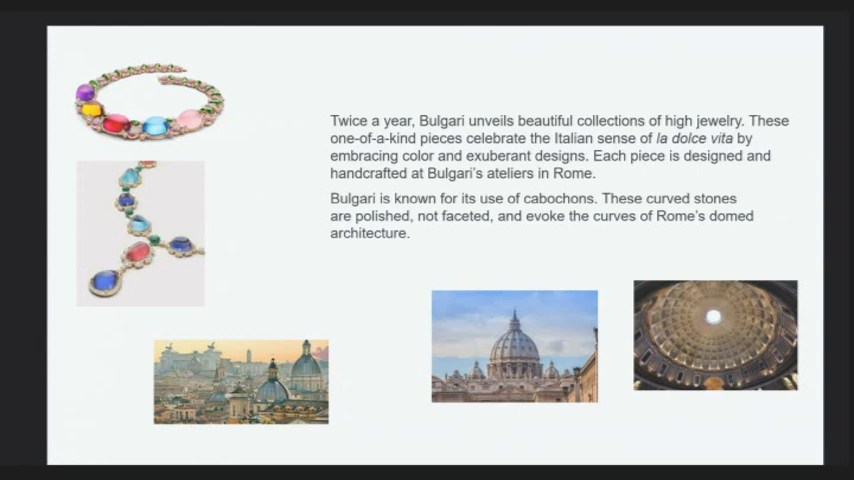 Twice a year, Bulgari unveils beautiful collections of high jewelry. These
one-of-a-kind pieces celebrate the Italian sense of la dolce vita by
embracing color and exuberant designs. Each piece is designed and
handcrafted at Bulgari's ateliers in Rome.
Bulgari is known for its use of cabochons. These curved stones
are polished, not faceted, and evoke the curves of Rome's domed
architecture.